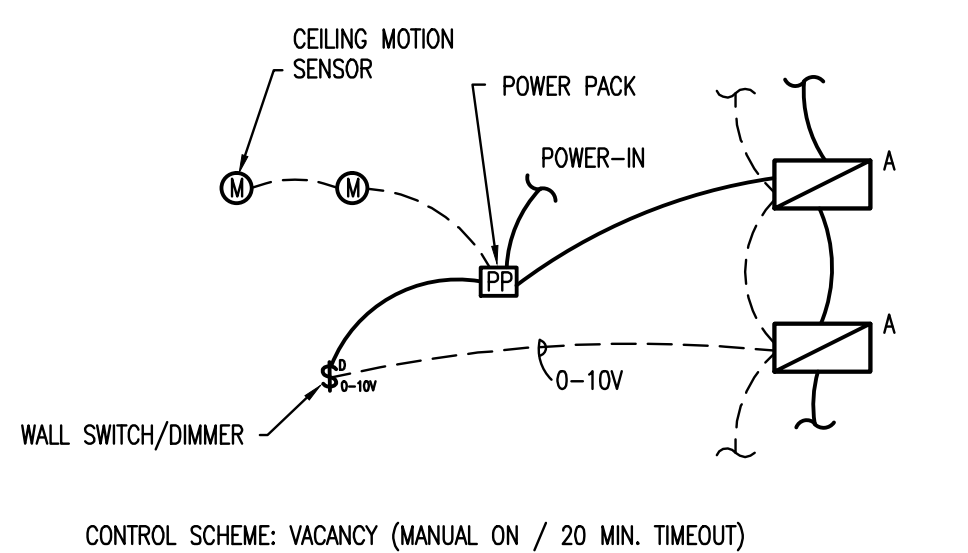 CEILING MOTION
SENSOR
POWER PACK
POWER-IN
A
M
M
PP
A
D
0-10V
0-10V
WALL SWITCH/DIMMER
CONTROL SCHEME: VACANCY (MANUAL ON / 20 MIN. TIMEOUT)